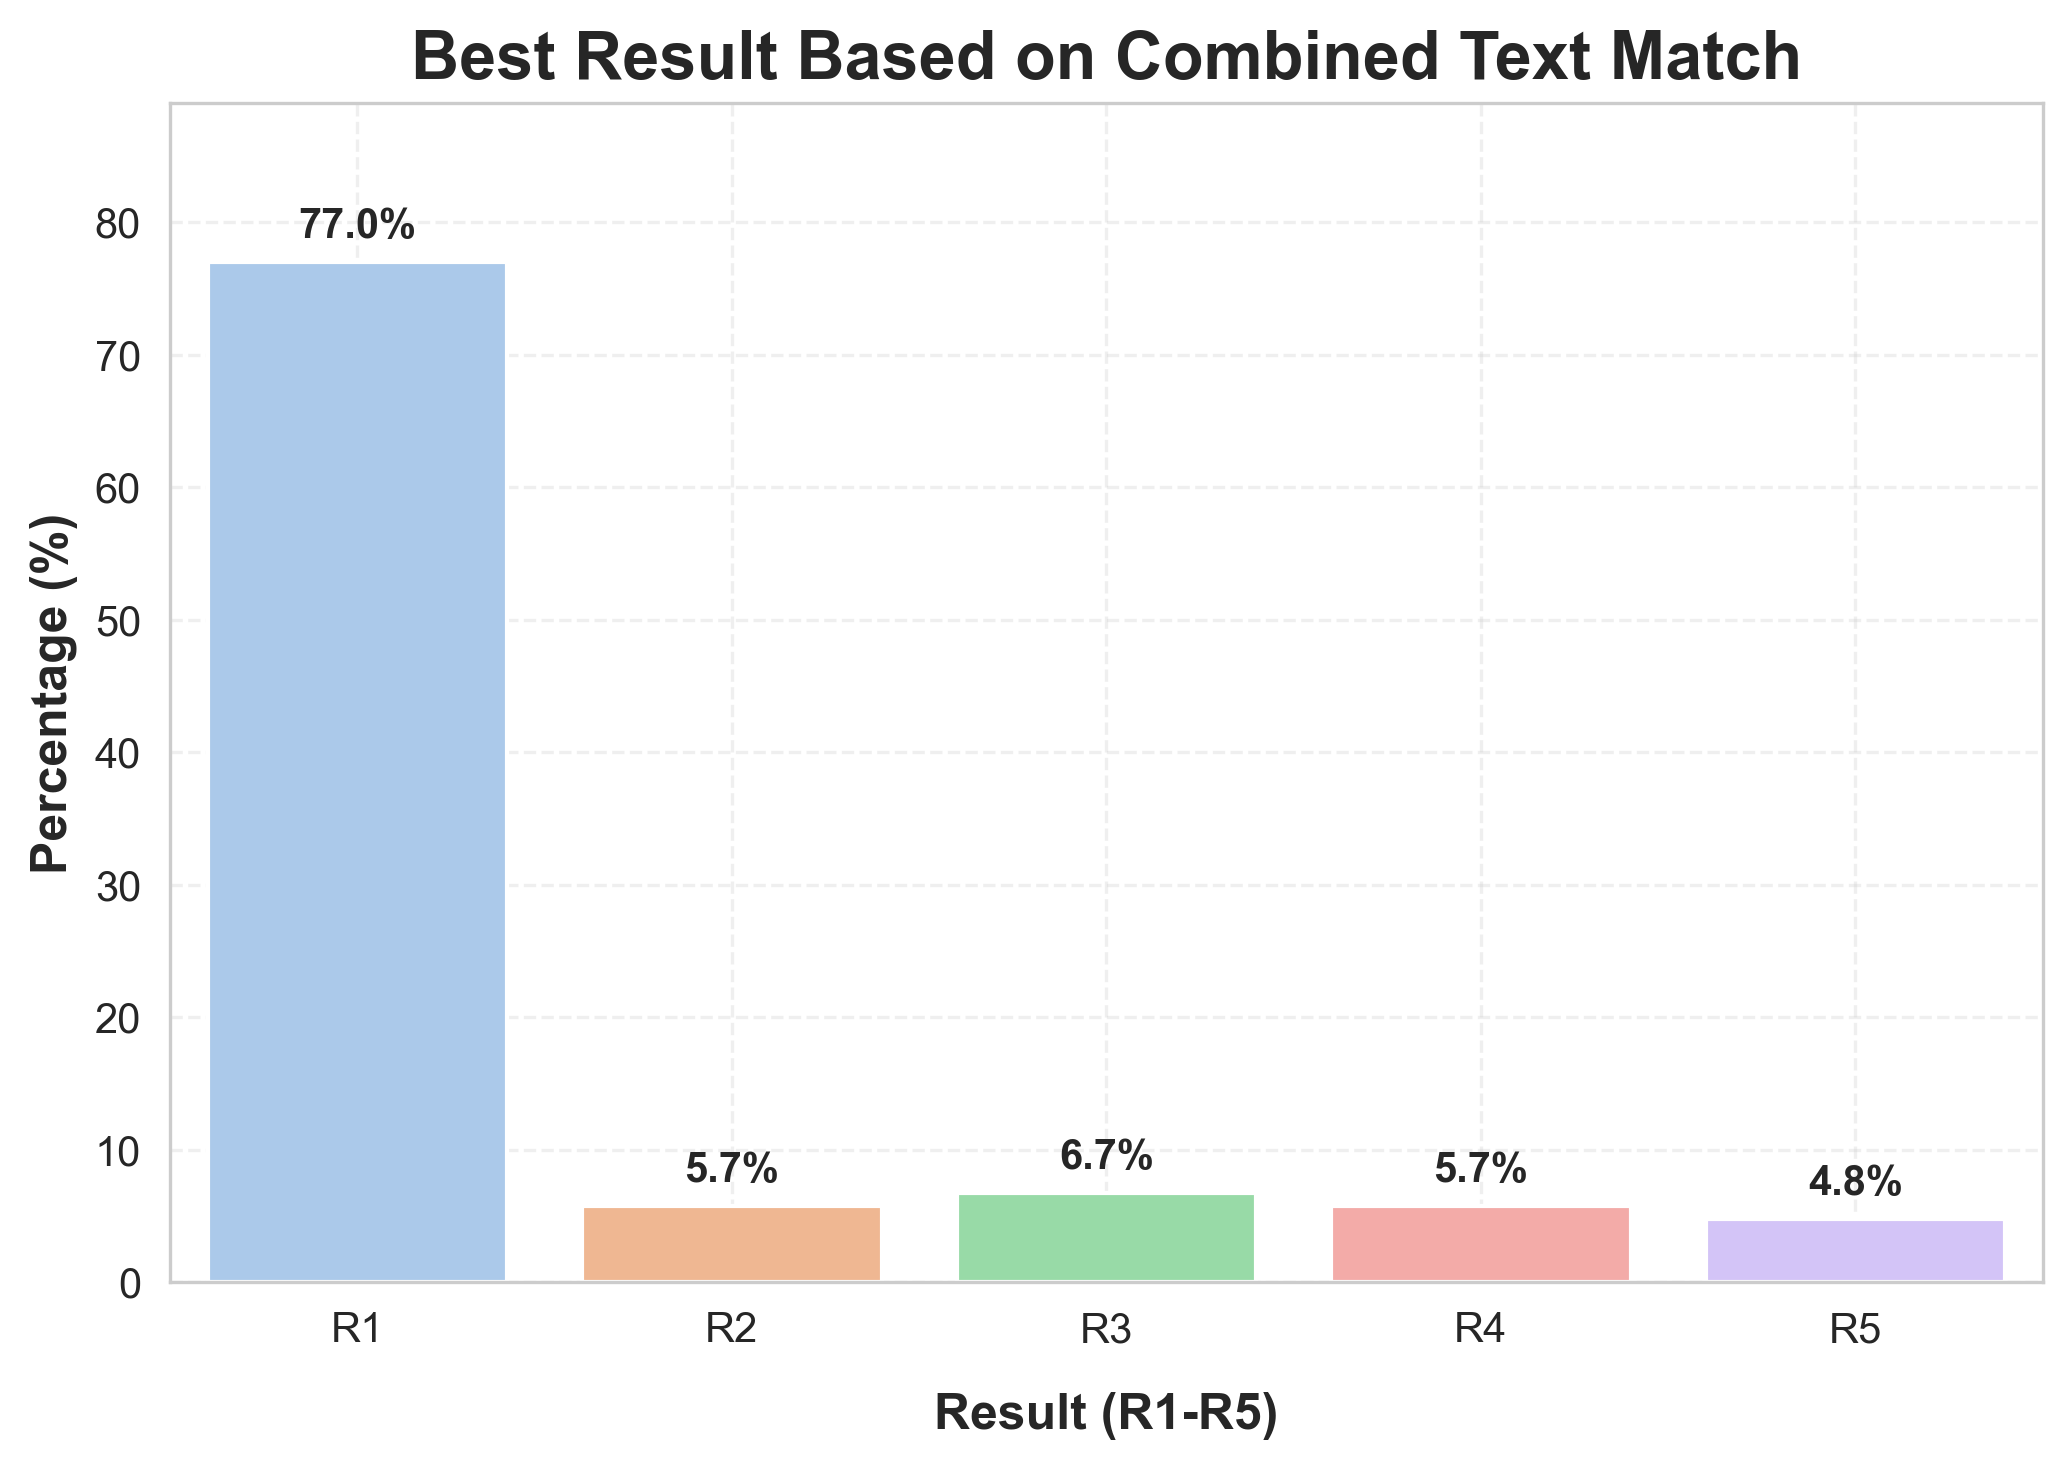 Best Result Based on Combined Text Match
Percentage (%)
80
70
60
50
40
30
20
10
0
77.0%
5.7%
6.7%
5.7%
4.8%
R1
R2
R3
R4
R5
Result (R1-R5)